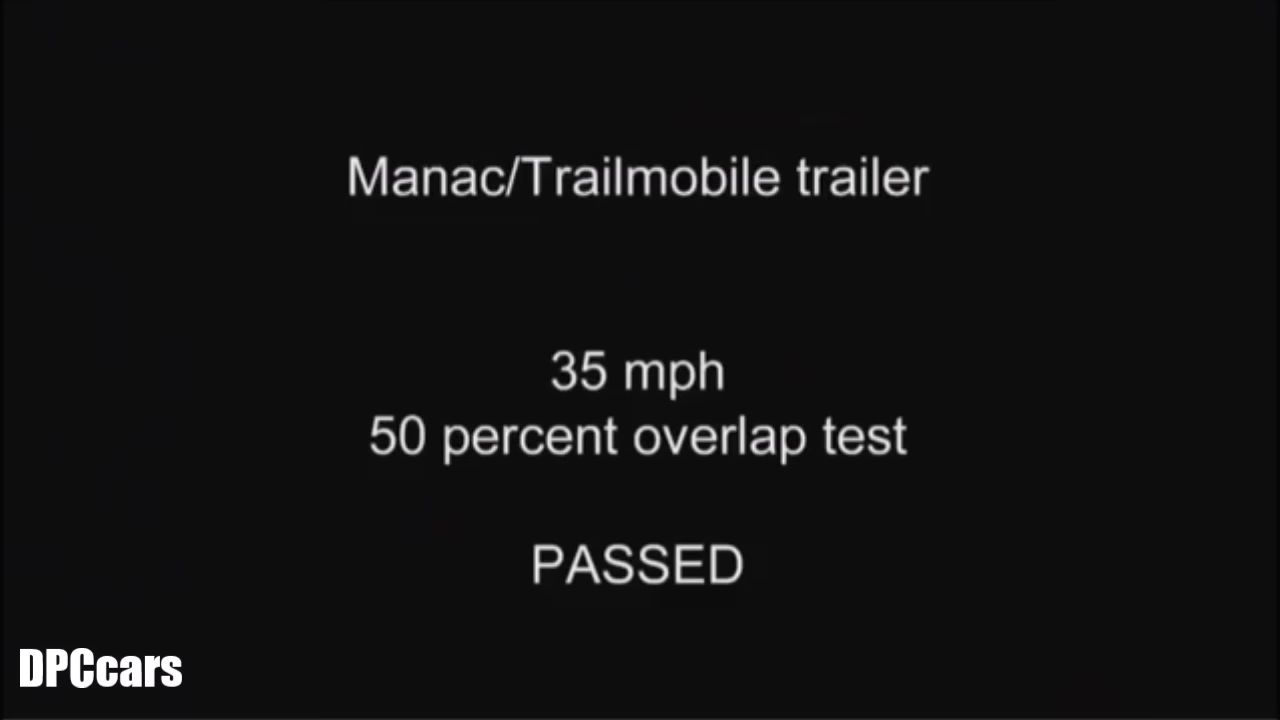 Manac/Trailmobile trailer
35 mph
50 percent overlap test
PASSED
DPCcars